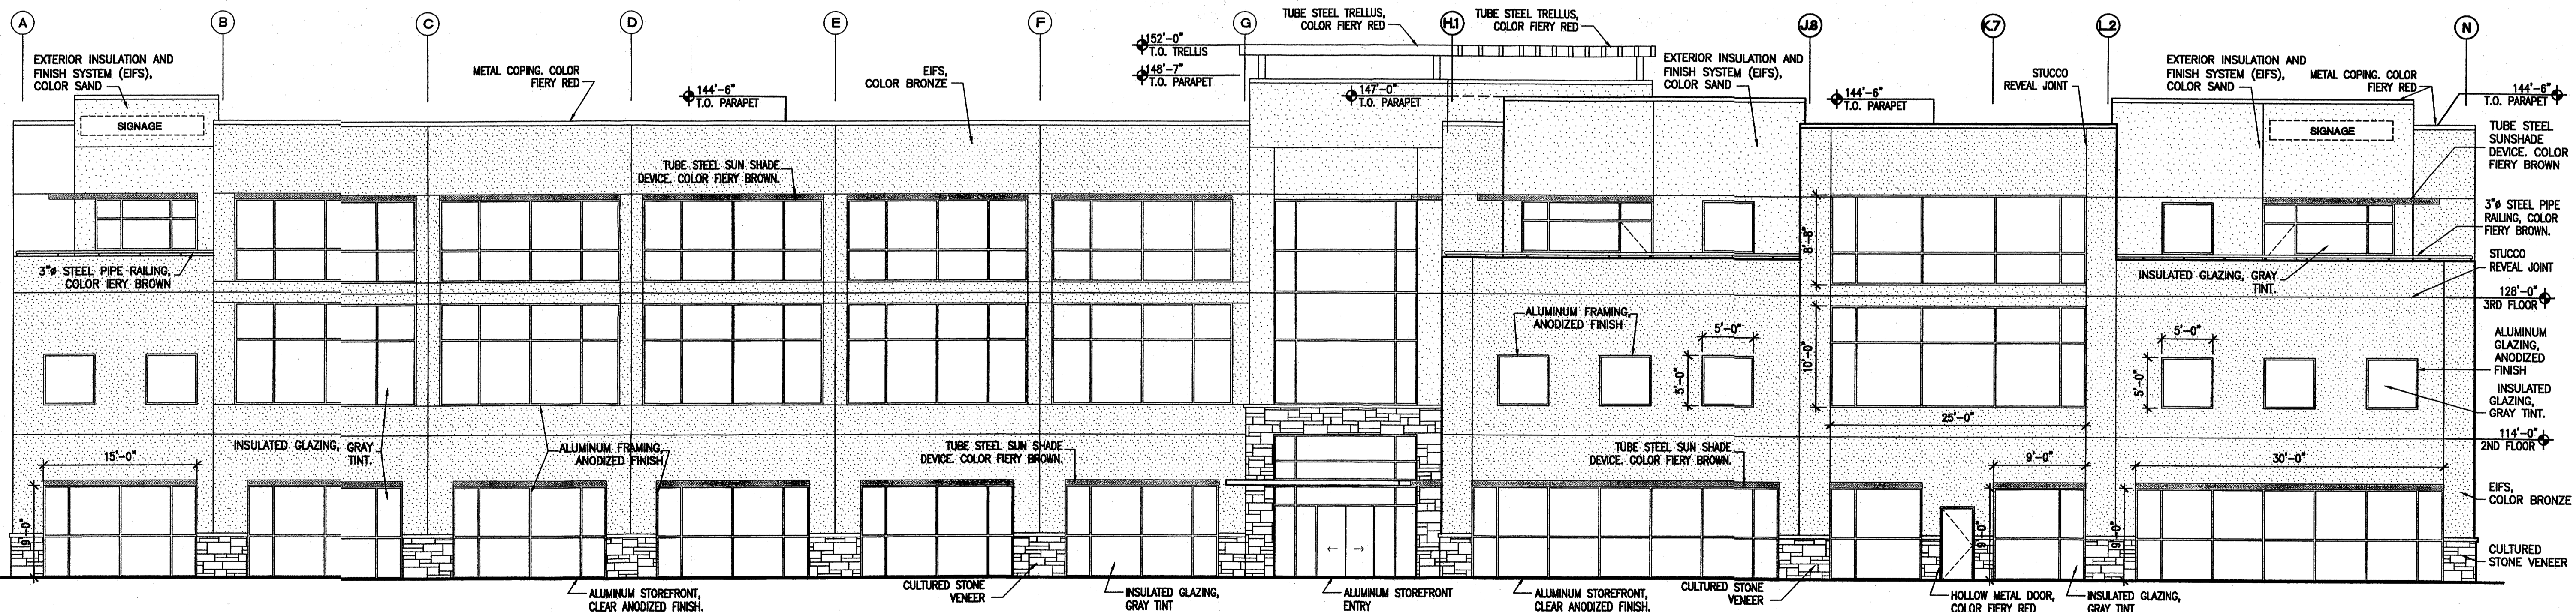 A
B
C
D
E
F
G
H.1
J.8
K.7
L.2
N
TUBE STEEL TRELLUS,
COLOR FIERY RED
TUBE STEEL TRELLUS,
COLOR FIERY RED
152'-0"
T.O. TRELLIS
148'-7"
T.O. PARAPET
EXTERIOR INSULATION AND
FINISH SYSTEM (EIFS),
COLOR SAND
METAL COPING. COLOR
FIERY RED
144'-6"
T.O. PARAPET
EIFS,
COLOR BRONZE
147'-0"
T.O. PARAPET
EXTERIOR INSULATION AND
FINISH SYSTEM (EIFS),
COLOR SAND
144'-6"
T.O. PARAPET
STUCCO
REVEAL JOINT
EXTERIOR INSULATION AND
FINISH SYSTEM (EIFS),
COLOR SAND
METAL COPING. COLOR
FIERY RED
144'-6"
T.O. PARAPET
SIGNAGE
SIGNAGE
TUBE STEEL
SUNSHADE
DEVICE. COLOR
FIERY BROWN
TUBE STEEL SUN SHADE
DEVICE. COLOR FIERY BROWN.
3"ø STEEL PIPE
RAILING, COLOR
FIERY BROWN.
8'-8"
3"ø STEEL PIPE RAILING,
COLOR IERY BROWN
INSULATED GLAZING, GRAY
TINT.
STUCCO
REVEAL JOINT
128'-0"
3RD FLOOR
ALUMINUM FRAMING,
ANODIZED FINISH
5'-0"
5'-0"
10'-0"
5'-0"
5'-0"
ALUMINUM
GLAZING,
ANODIZED
FINISH
INSULATED
GLAZING,
GRAY TINT.
25'-0"
114'-0"
2ND FLOOR
INSULATED GLAZING, GRAY
TINT.
ALUMINUM FRAMING,
ANODIZED FINISH
TUBE STEEL SUN SHADE
DEVICE. COLOR FIERY BROWN.
TUBE STEEL SUN SHADE
DEVICE. COLOR FIERY BROWN.
15'-0"
9'-0"
30'-0"
EIFS,
COLOR BRONZE
9'-0"
9'-0"
9'-0"
CULTURED
STONE VENEER
ALUMINUM STOREFRONT,
CLEAR ANODIZED FINISH.
CULTURED STONE
VENEER
INSULATED GLAZING,
GRAY TINT
ALUMINUM STOREFRONT
ENTRY
ALUMINUM STOREFRONT,
CLEAR ANODIZED FINISH.
CULTURED STONE
VENEER
HOLLOW METAL DOOR,
COLOR FIERY RED
INSULATED GLAZING,
GRAY TINT